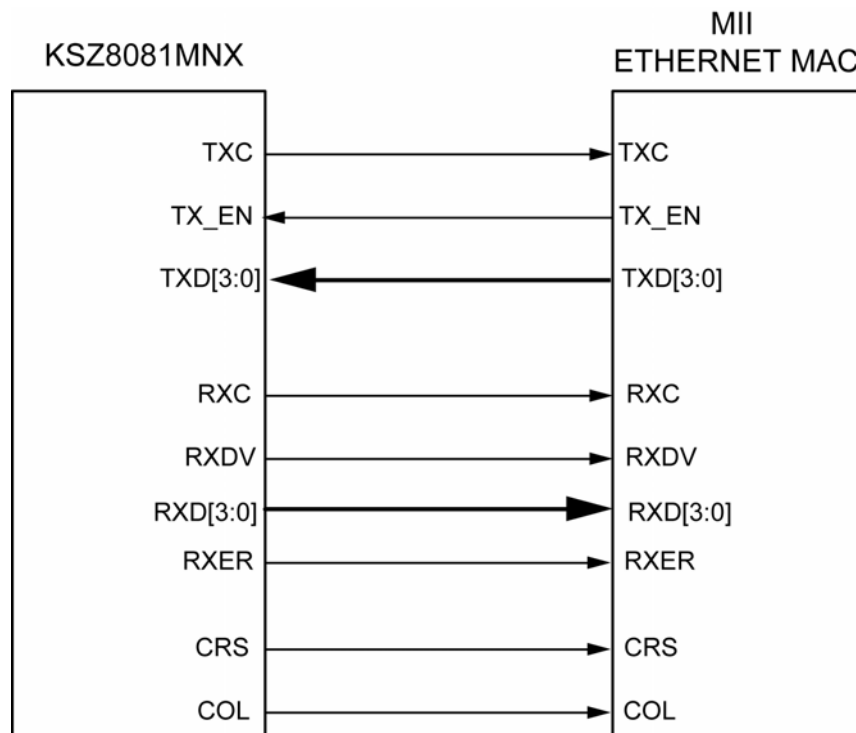 KSZ8081MNX
MII
ETHERNET MAC
TXC
TXC
TX_EN
TX_EN
TXD[3:0]
TXD[3:0]
RXC
RXC
RXDV
RXDV
RXD[3:0]
RXD[3:0]
RXER
RXER
CRS
CRS
COL
COL